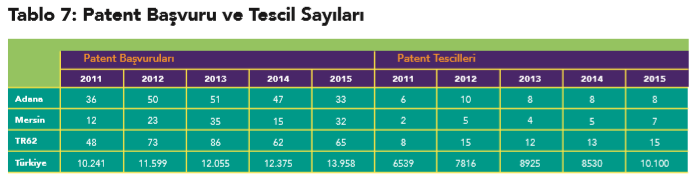 Tablo 7: Patent Başvuru ve Tescil Sayıları
Patent Başvuruları Patent Tescilleri
2011 2012 2013 2014 2015 2011 2012 2013 2014 2015
Adana 36 50 51 47 33 6 10 8 8 8
Mersin 12 23 35 15 32 2 5 4 5 7
TR62 48 73 86 62 65 8 15 12 13 15
Türkiye 10.241 11.599 12.055 12.375 13.958 6539 7816 8925 8530 10.100